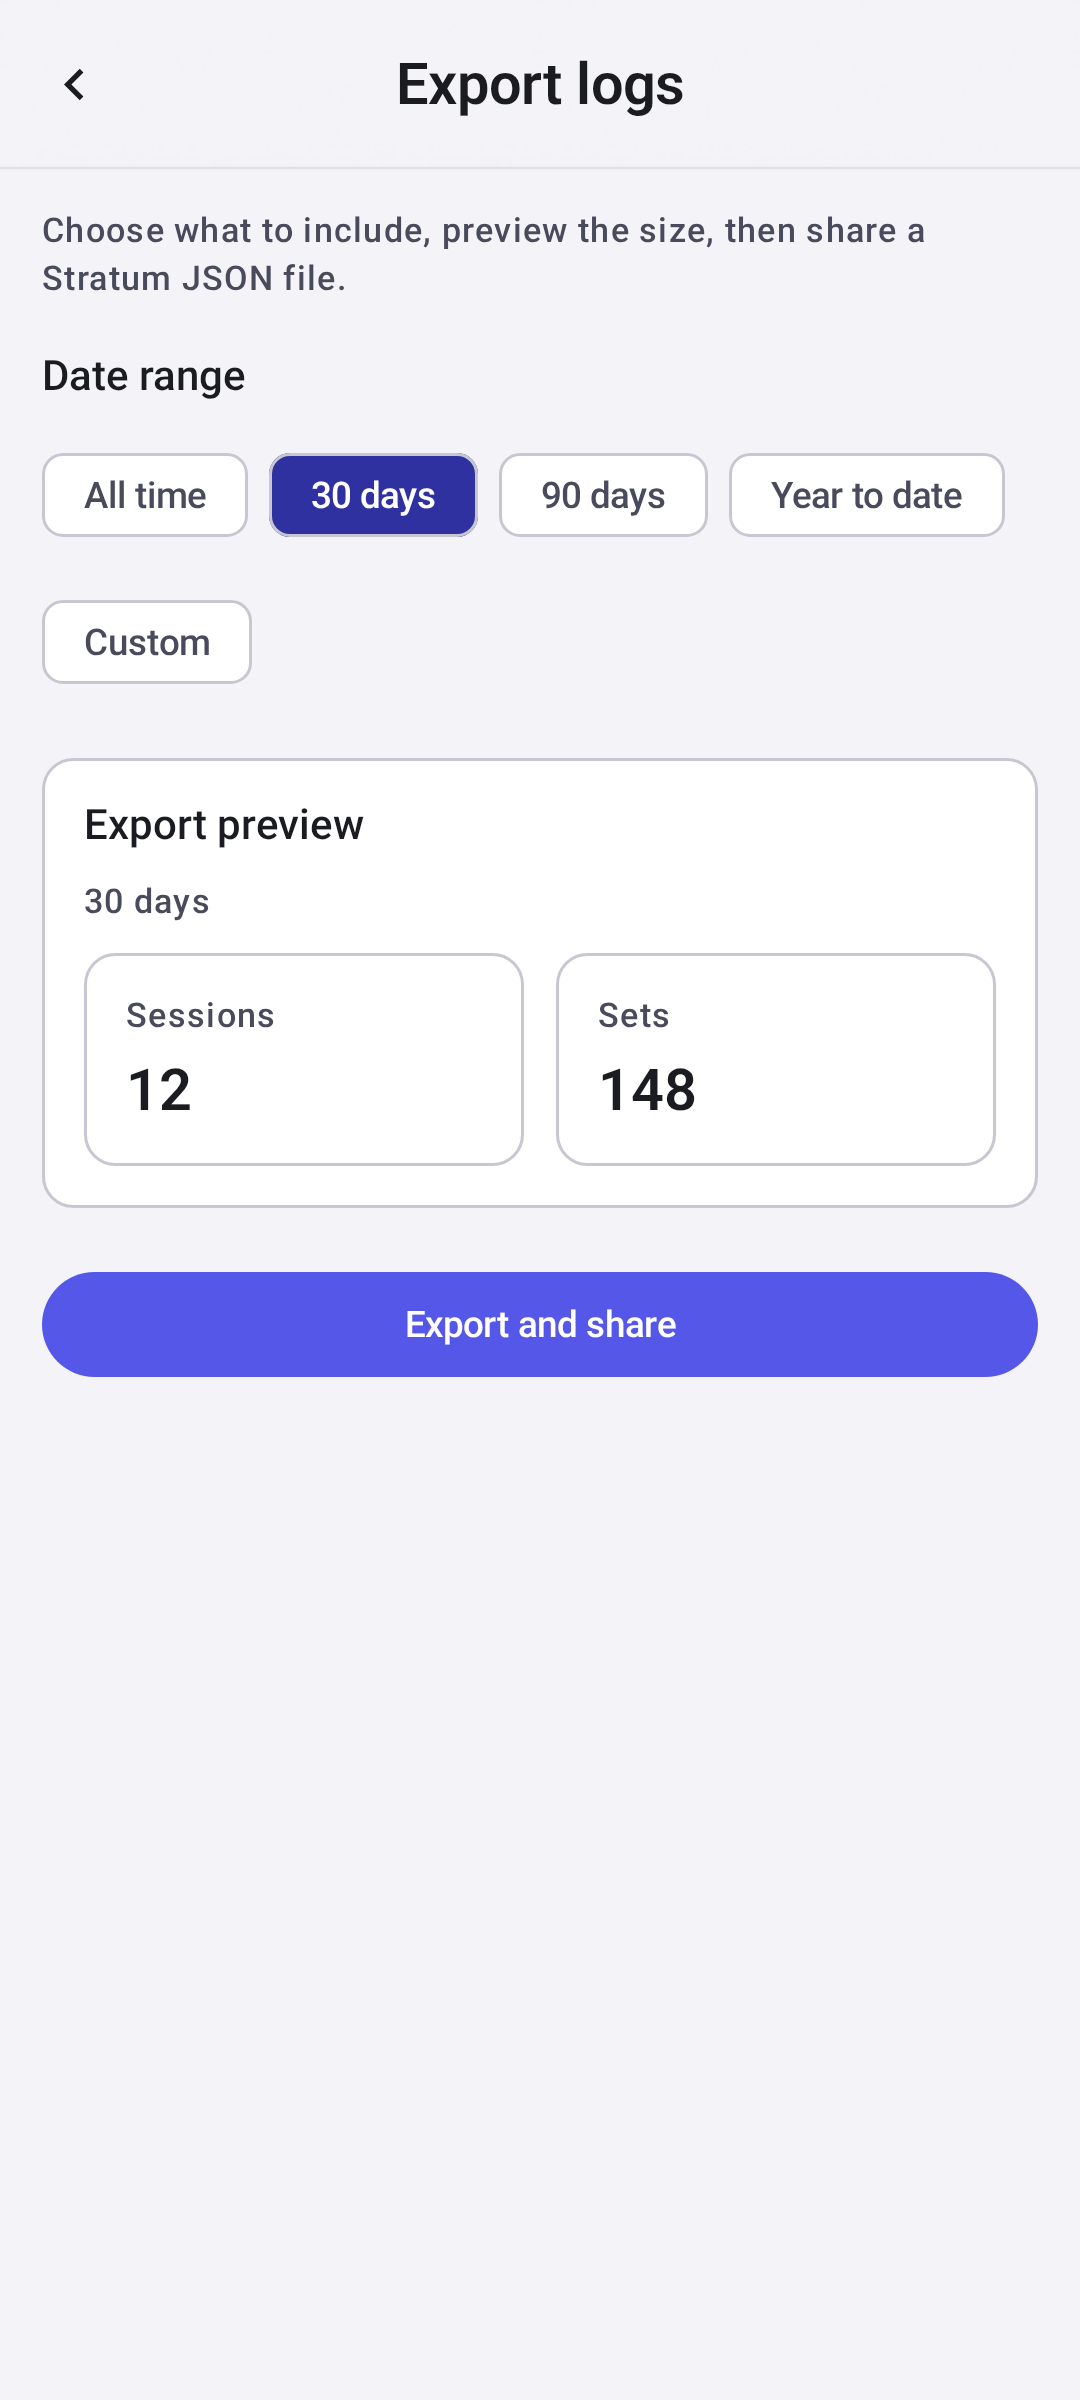 Export logs
Choose what to include, preview the size, then share a
Stratum JSON file.
Date range
All time
30 days
90 days
Year to date
Custom
Export preview
30 days
Sessions
12
Sets
148
Export and share